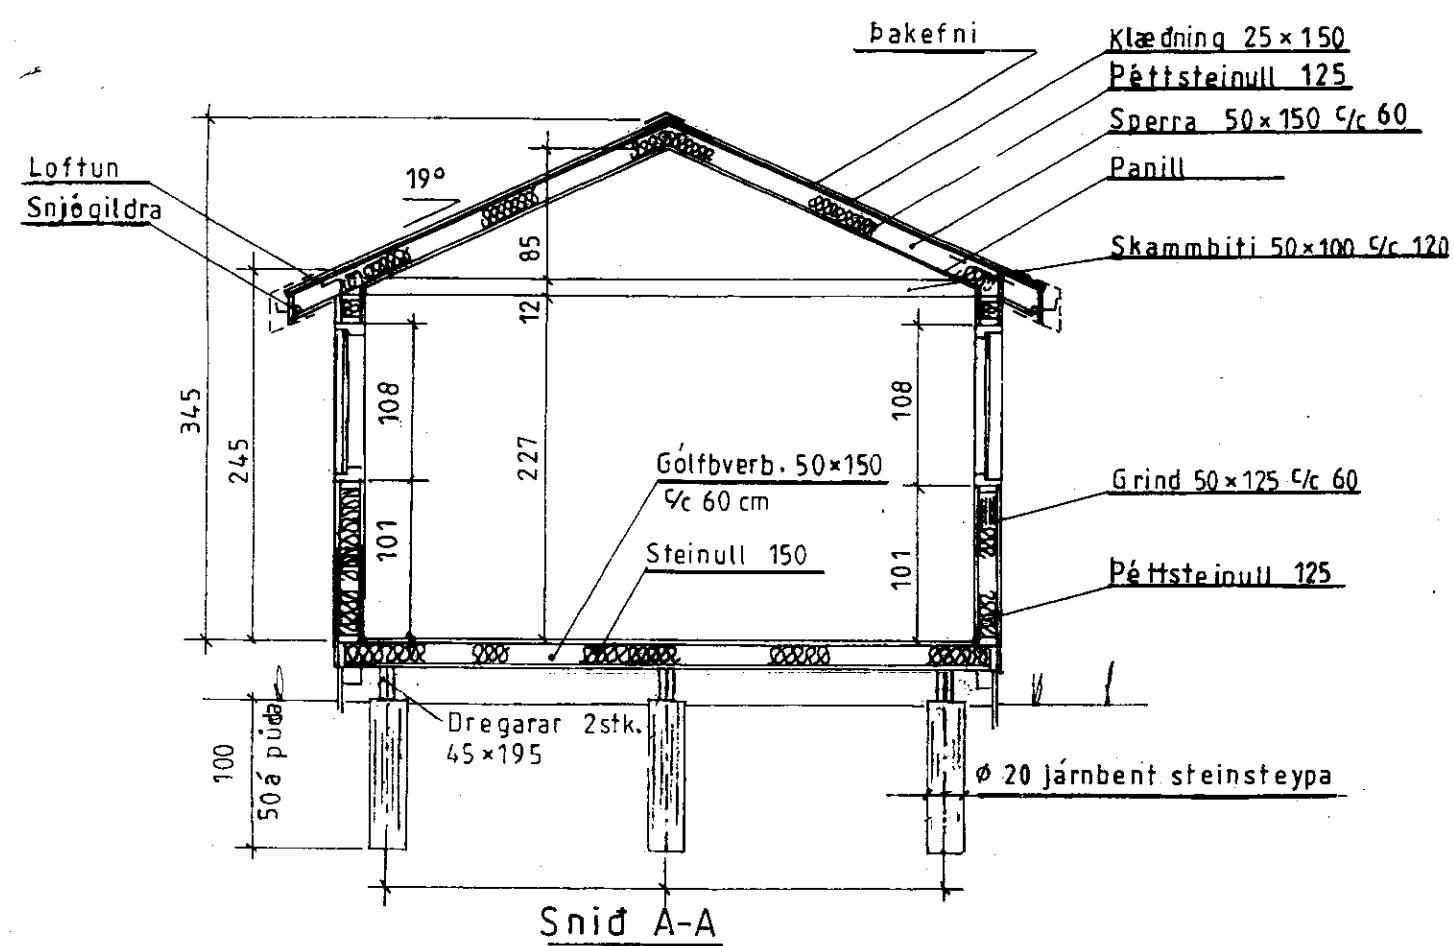 Þakefni
Klæðning 25×150
Þéttsteinull 125
Sperra 50×150 c/c 60
Panill
Skammbiti 50×100 c/c 120
Loftun
Snjógildra
19°
85
12
345
245
108
108
227
101
101
Gólfbverb. 50×150
c/c 60 cm
Steinull 150
Grind 50×125 c/c 60
Þéttsteinull 125
Dregarar 2stk.
45×195
100
50 á púða
ø 20 járnbent steinsteypa
Snið A-A